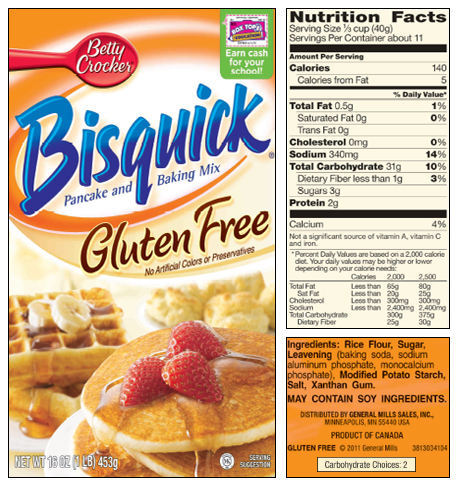 Betty
Crocker®
BOX TOPS
EDUCATION
Earn cash
for your
school!
Bisquick®
Pancake and Baking Mix
Gluten Free
No Artificial Colors or Preservatives
NET WT 16 OZ (1 LB) 453g
SERVING
SUGGESTION
Nutrition Facts
Serving Size ⅓ cup (40g)
Servings Per Container about 11
Amount Per Serving
Calories 140
Calories from Fat 5
% Daily Value*
Total Fat 0.5g 1%
Saturated Fat 0g 0%
Trans Fat 0g
Cholesterol 0mg 0%
Sodium 340mg 14%
Total Carbohydrate 31g 10%
Dietary Fiber less than 1g 3%
Sugars 3g
Protein 2g
Calcium 4%
Not a significant source of vitamin A, vitamin C
and iron.
*Percent Daily Values are based on a 2,000 calorie
diet. Your daily values may be higher or lower
depending on your calorie needs:
Calories 2,000 2,500
Total Fat Less than 65g 80g
Sat Fat Less than 20g 25g
Cholesterol Less than 300mg 300mg
Sodium Less than 2,400mg 2,400mg
Total Carbohydrate 300g 375g
Dietary Fiber 25g 30g
Ingredients: Rice Flour, Sugar,
Leavening (baking soda, sodium
aluminum phosphate, monocalcium
phosphate), Modified Potato Starch,
Salt, Xanthan Gum.
MAY CONTAIN SOY INGREDIENTS.
DISTRIBUTED BY GENERAL MILLS SALES, INC.,
MINNEAPOLIS, MN 55440 USA
PRODUCT OF CANADA
GLUTEN FREE © 2011 General Mills 3813034104
Carbohydrate Choices: 2